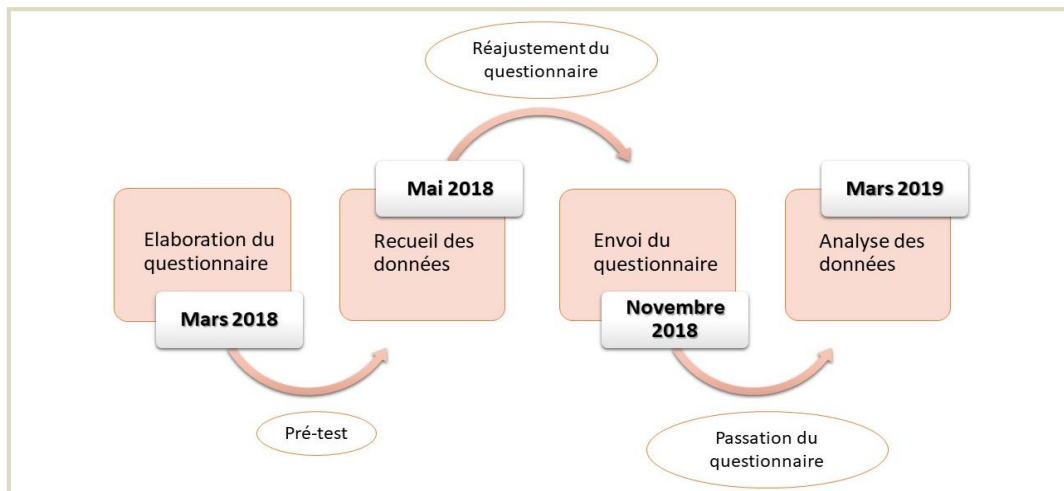 Réajustement du
questionnaire
Elaboration du
questionnaire
Mars 2018
Pré-test
Mai 2018
Recueil des
données
Envoi du
questionnaire
Novembre
2018
Passation du
questionnaire
Mars 2019
Analyse des
données